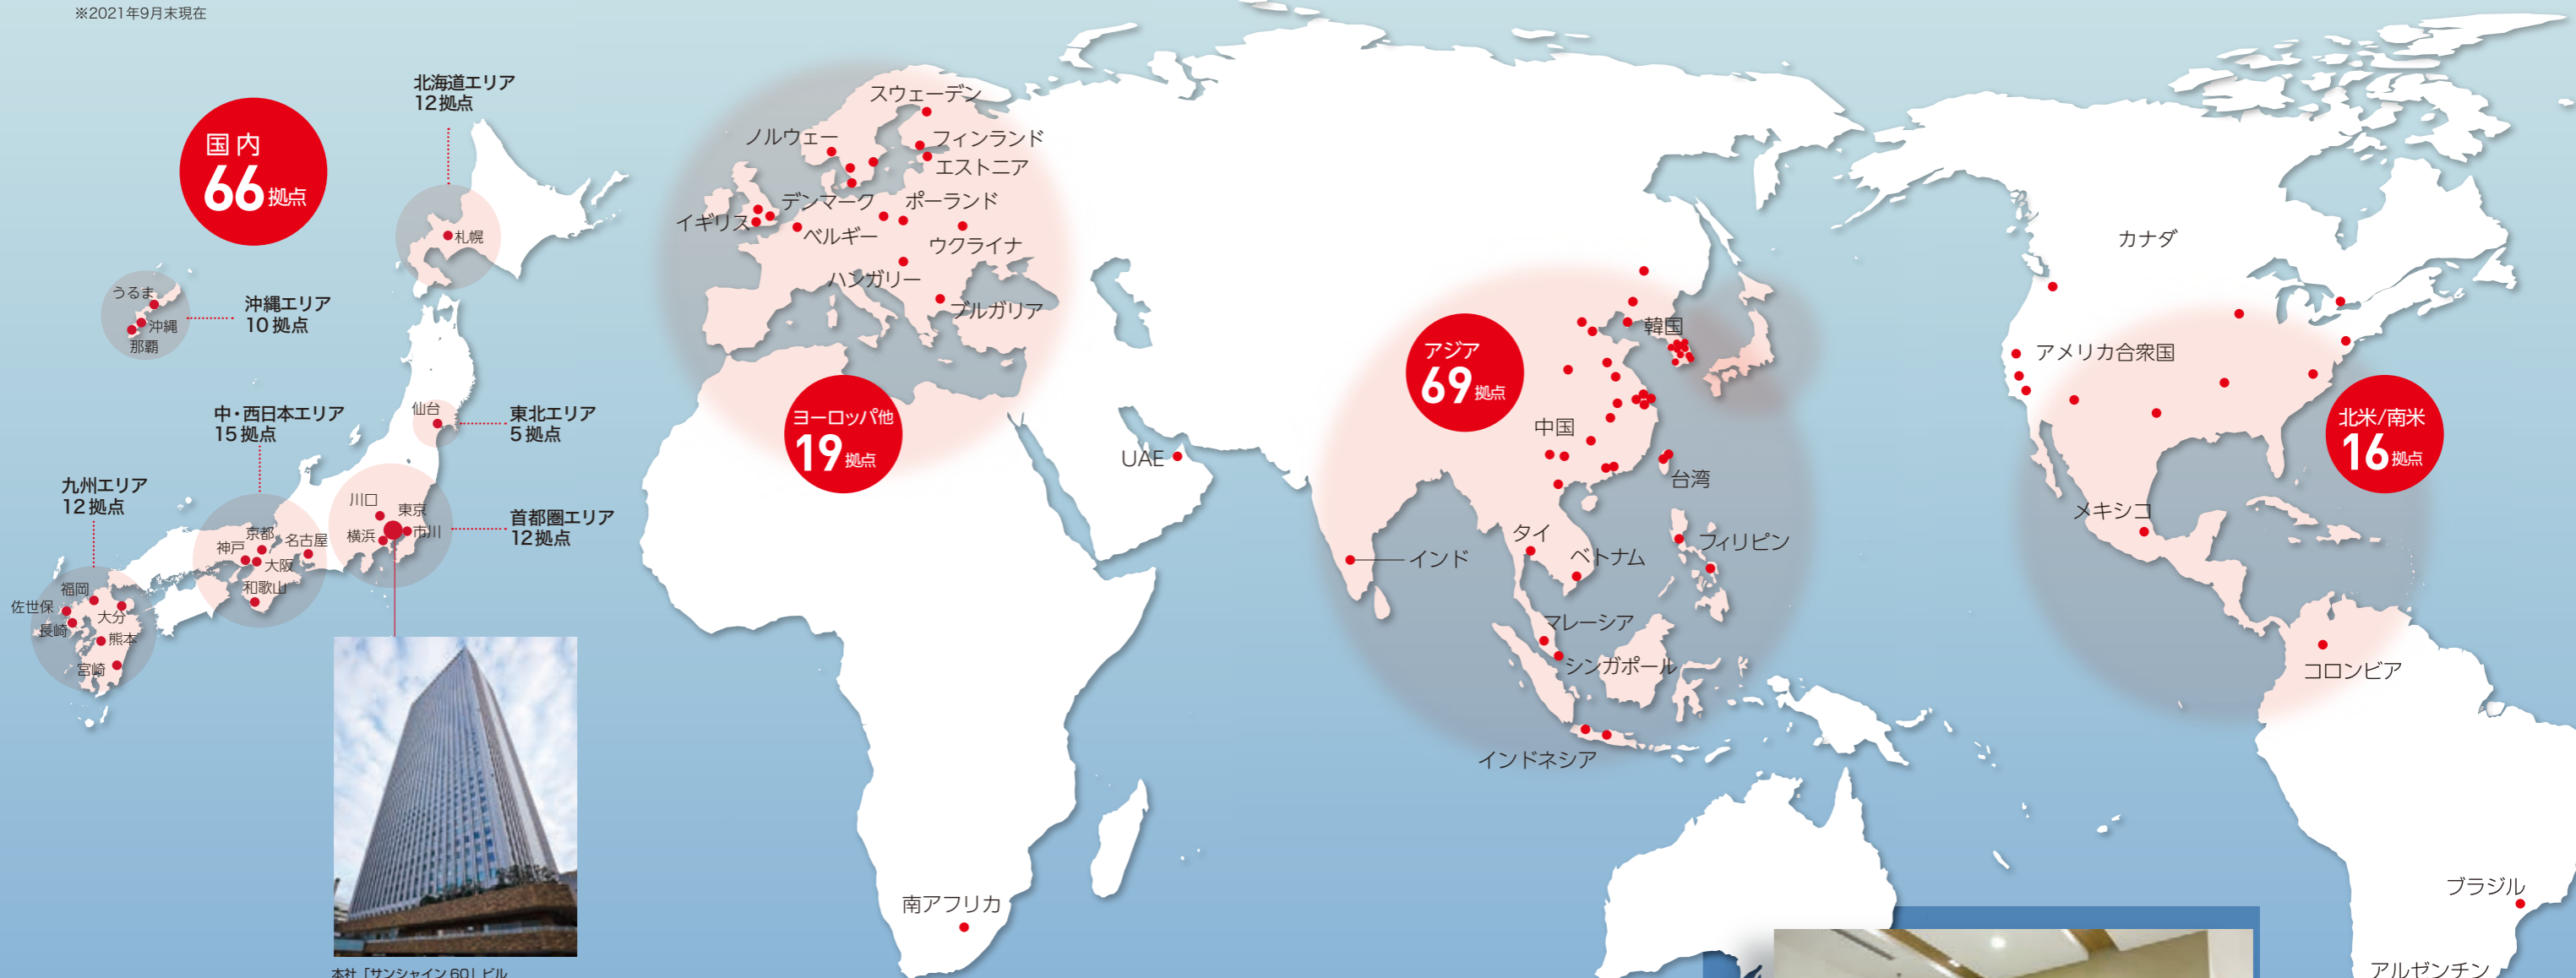 ※2021年9月末現在
国内
66拠点
北海道エリア
12拠点
札幌
うるま
沖縄
那覇
沖縄エリア
10拠点
仙台
東北エリア
5拠点
中・西日本エリア
15拠点
京都
神戸
名古屋
大阪
和歌山
九州エリア
12拠点
福岡
佐世保
大分
長崎
熊本
宮崎
川口
東京
横浜
市川
首都圏エリア
12拠点
本社「サンシャイン60」ビル
スウェーデン
ノルウェー
フィンランド
エストニア
デンマーク
ポーランド
イギリス
ベルギー
ウクライナ
ハンガリー
ブルガリア
ヨーロッパ他
19拠点
UAE
南アフリカ
アジア
69拠点
韓国
中国
台湾
インド
タイ
ベトナム
フィリピン
マレーシア
シンガポール
インドネシア
カナダ
アメリカ合衆国
北米/南米
16拠点
メキシコ
コロンビア
ブラジル
アルゼンチン